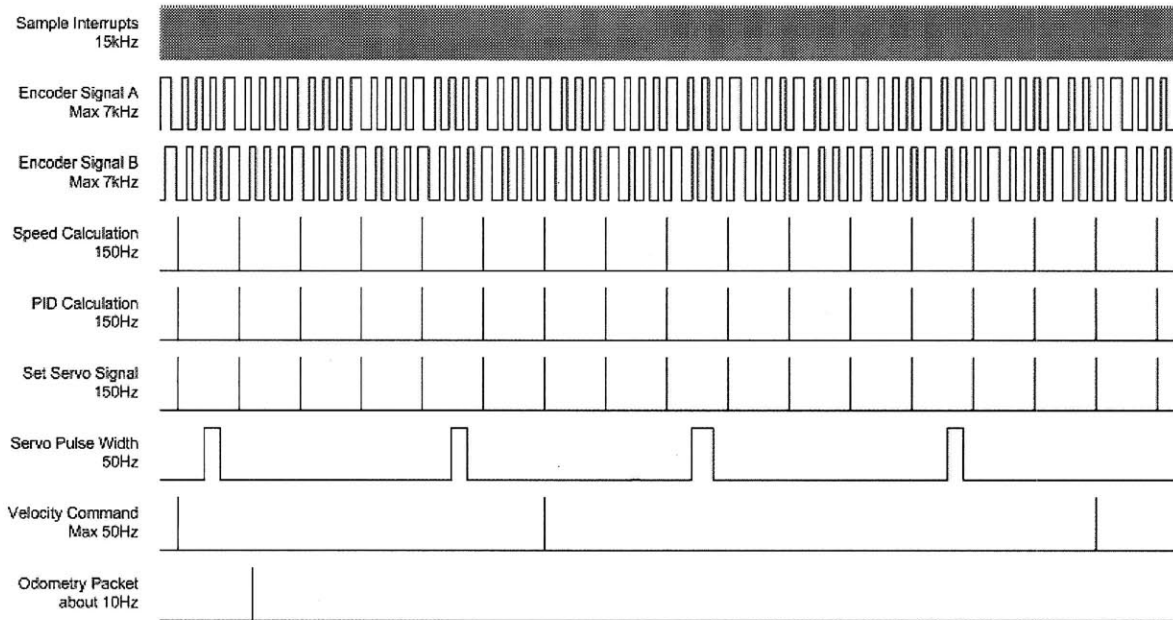 Sample Interrupts
15kHz
Encoder Signal A
Max 7kHz
Encoder Signal B
Max 7kHz
Speed Calculation
150Hz
PID Calculation
150Hz
Set Servo Signal
150Hz
Servo Pulse Width
50Hz
Velocity Command
Max 50Hz
Odometry Packet
about 10Hz